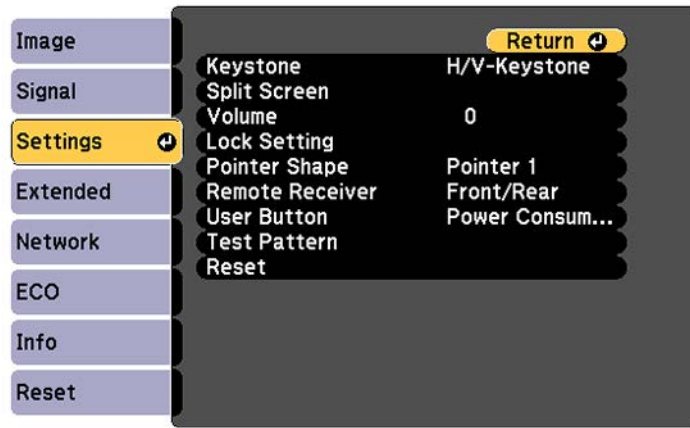 Image
Signal
Settings
Extended
Network
ECO
Info
Reset
Return
Keystone H/V-Keystone
Split Screen
Volume 0
Lock Setting
Pointer Shape Pointer 1
Remote Receiver Front/Rear
User Button Power Consum...
Test Pattern
Reset